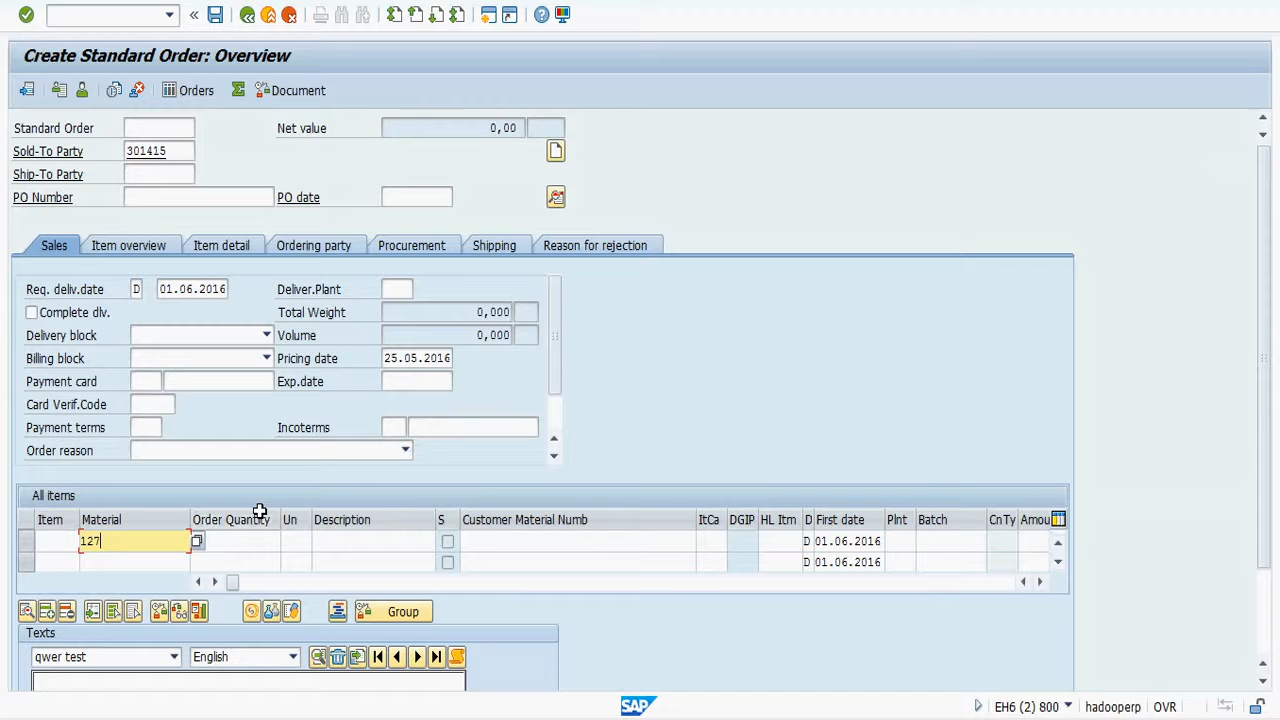 «
Create Standard Order: Overview
Orders Document
Standard Order Net value 0,00
Sold-To Party 301415
Ship-To Party
PO Number PO date
Sales Item overview Item detail Ordering party Procurement Shipping Reason for rejection
Req. deliv.date D 01.06.2016 Deliver.Plant
Complete dlv. Total Weight 0,000
Delivery block Volume 0,000
Billing block Pricing date 25.05.2016
Payment card Exp.date
Card Verif.Code
Payment terms Incoterms
Order reason
All items
Item Material Order Quantity Un Description S Customer Material Numb ItCa DGIP HL Itm D First date Plnt Batch CnTy Amou
127 D 01.06.2016
D 01.06.2016
Group
Texts
qwer test English
SAP EH6 (2) 800 hadooperp OVR